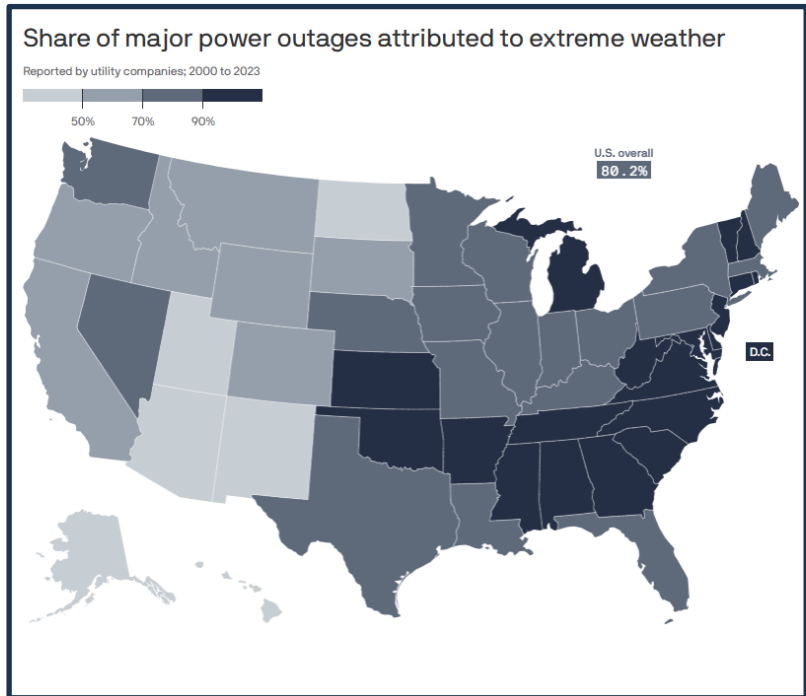 Share of major power outages attributed to extreme weather
Reported by utility companies; 2000 to 2023
50% 70% 90%
U.S. overall
80.2%
D.C.